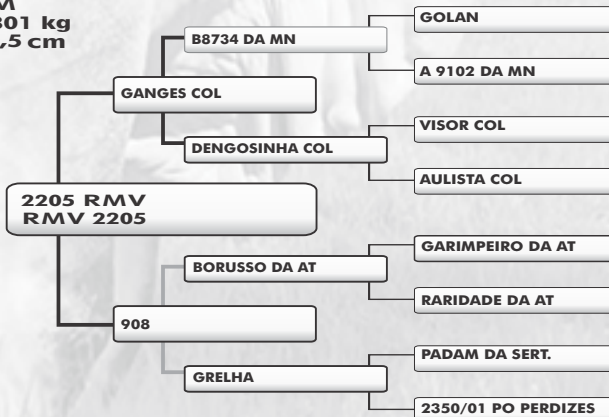 301 kg
,5 cm
2205 RMV
RMV 2205
GANGES COL
908
B8734 DA MN
DENGOSINHA COL
BORUSSO DA AT
GRELHA
GOLAN
A 9102 DA MN
VISOR COL
AULISTA COL
GARIMPEIRO DA AT
RARIDADE DA AT
PADAM DA SERT.
2350/01 PO PERDIZES